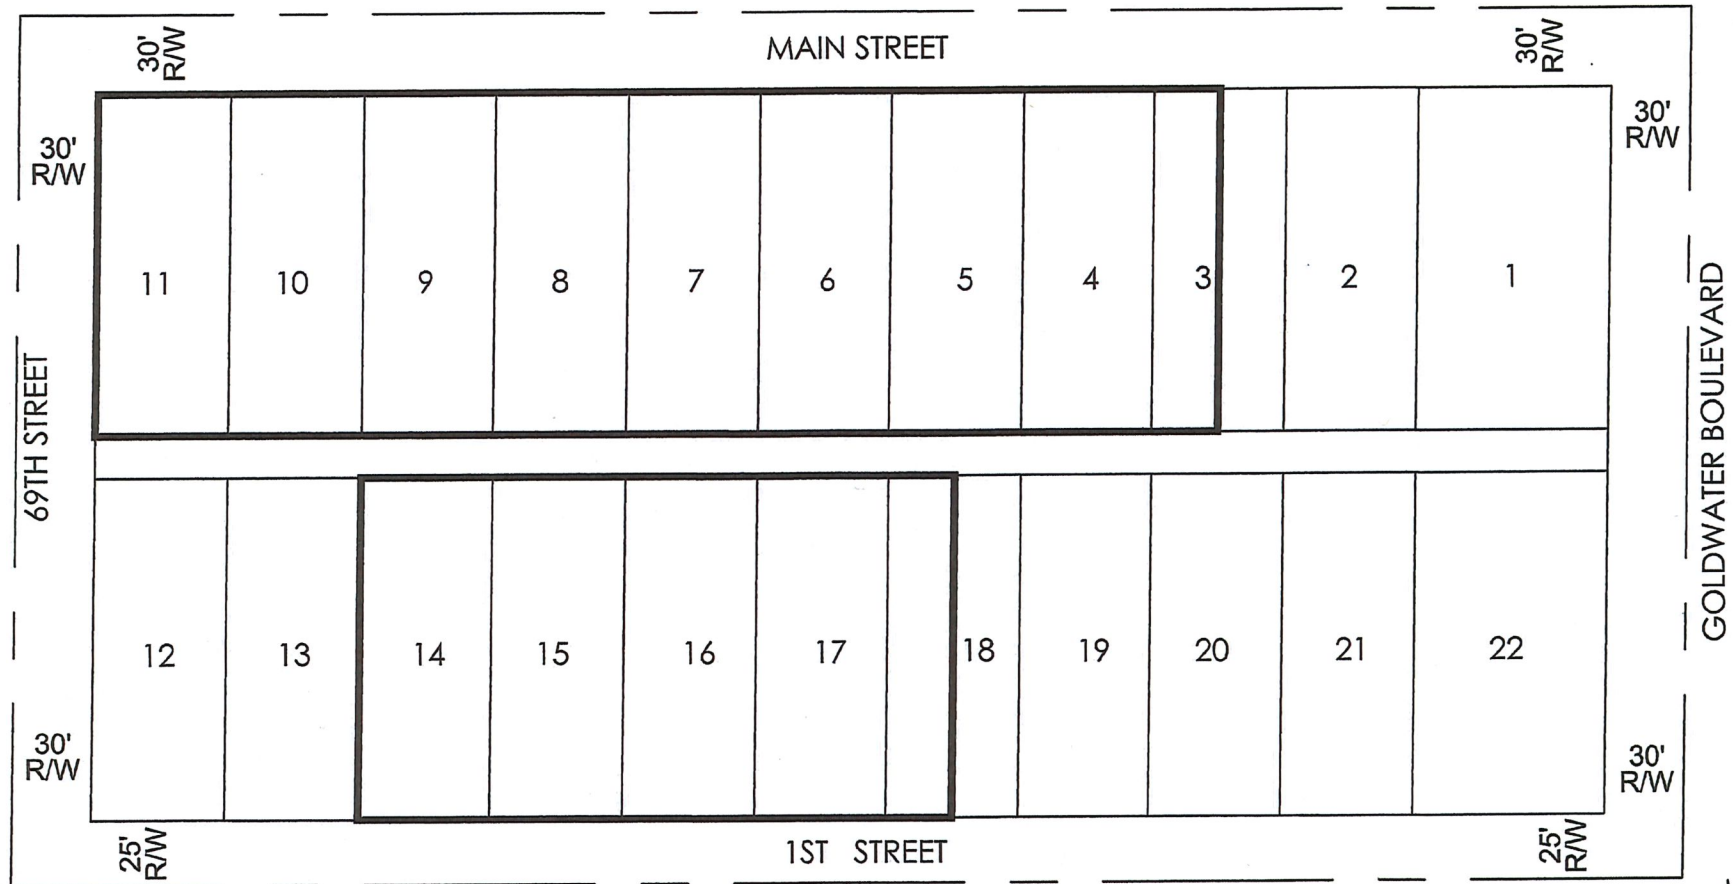 30'
R/W
MAIN STREET
30'
R/W
30'
R/W
30'
R/W
11
10
9
8
7
6
5
4
3
2
1
69TH STREET
GOLDWATER BOULEVARD
12
13
14
15
16
17
18
19
20
21
22
30'
R/W
30'
R/W
25'
R/W
1ST STREET
25'
R/W